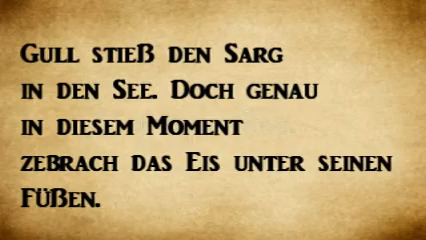 Gull stieß den Sarg
in den See. Doch genau
in diesem Moment
zebrach das Eis unter seinen
Füßen.